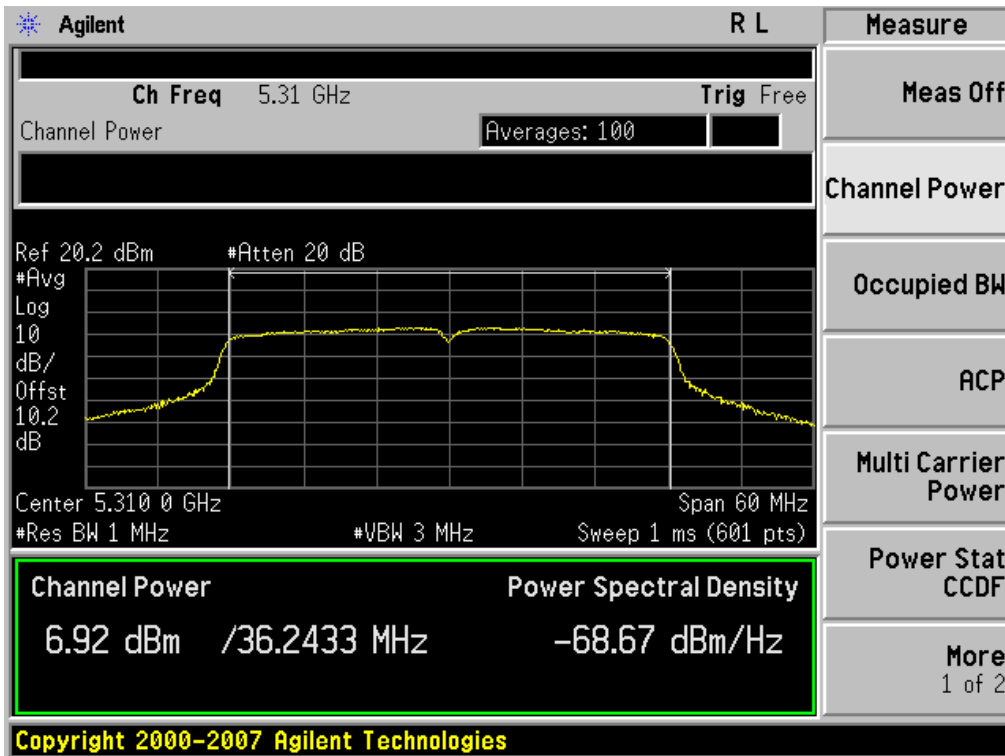 Agilent
R L
Measure
Ch Freq 5.31 GHz
Trig Free
Channel Power
Averages: 100
Meas Off
Channel Power
Occupied BW
ACP
Multi Carrier
Power
Power Stat
CCDF
More
1 of 2
Ref 20.2 dBm
#Atten 20 dB
#Avg
Log
10
dB/
Offst
10.2
dB
Center 5.310 0 GHz
Span 60 MHz
#Res BW 1 MHz
#VBW 3 MHz
Sweep 1 ms (601 pts)
Channel Power
Power Spectral Density
6.92 dBm /36.2433 MHz
-68.67 dBm/Hz
Copyright 2000-2007 Agilent Technologies